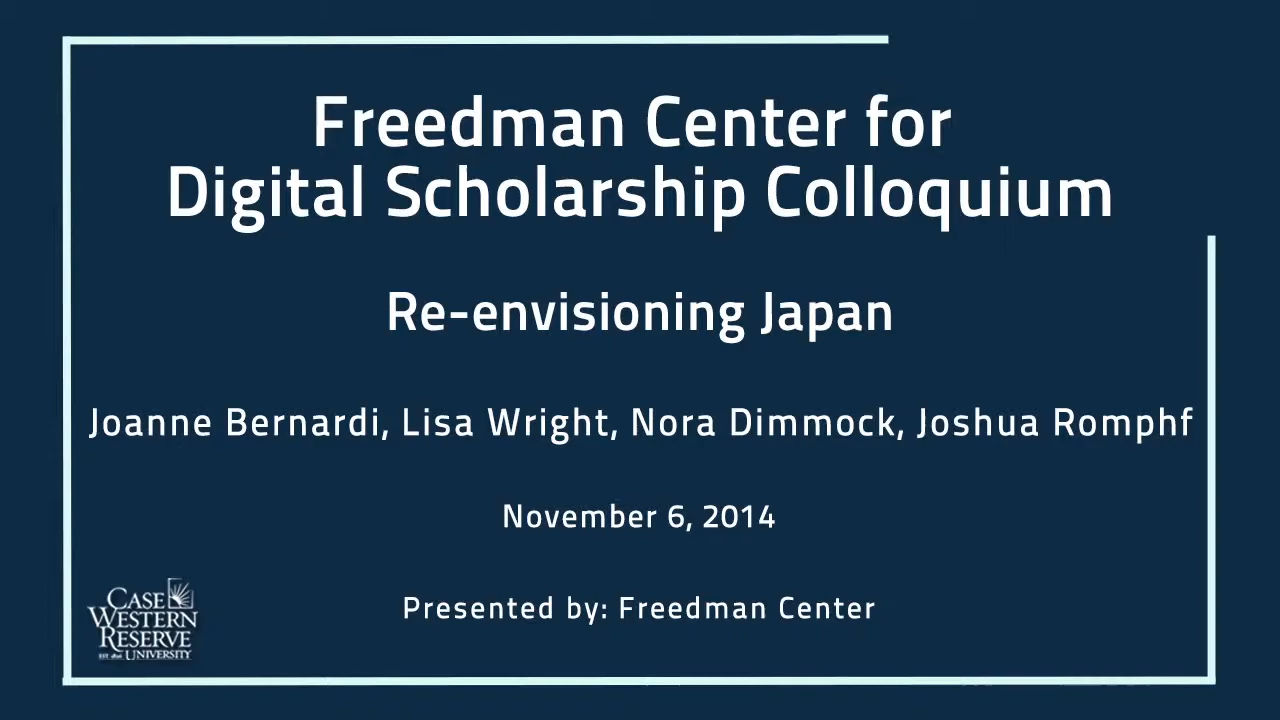 Freedman Center for
Digital Scholarship Colloquium
Re-envisioning Japan
Joanne Bernardi, Lisa Wright, Nora Dimmock, Joshua Romphf
November 6, 2014
Presented by: Freedman Center
CASE
WESTERN
RESERVE
UNIVERSITY